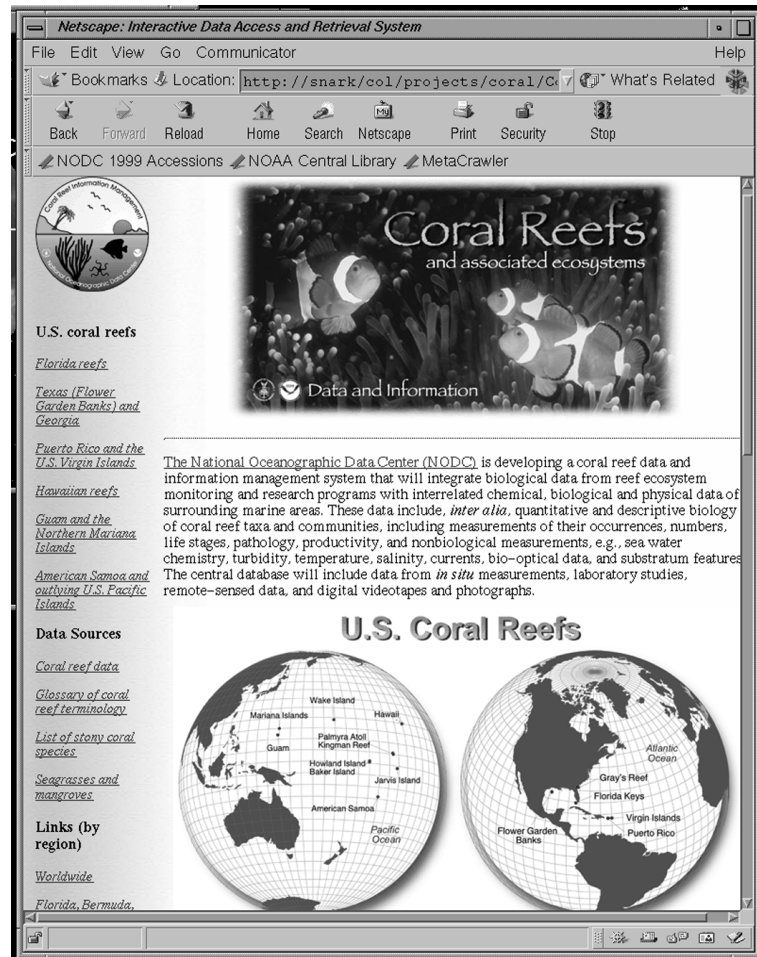 Netscape: Interactive Data Access and Retrieval System
File Edit View Go Communicator Help
Bookmarks Location: http://snark/col/projects/coral/Co What's Related
Back Forward Reload Home Search Netscape Print Security Stop
My
NODC 1999 Accessions NOAA Central Library MetaCrawler
Coral Reef Information Management
National Oceanographic Data Center
Coral Reefs
and associated ecosystems
Data and Information
U.S. coral reefs
Florida reefs
Texas (Flower
Garden Banks) and
Georgia
Puerto Rico and the
U.S. Virgin Islands
Hawaiian reefs
Guam and the
Northern Mariana
Islands
American Samoa and
outlying U.S. Pacific
Islands
Data Sources
Coral reef data
Glossary of coral
reef terminology
List of stony coral
species
Seagrasses and
mangroves
Links (by
region)
Worldwide
Florida, Bermuda,
The National Oceanographic Data Center (NODC) is developing a coral reef data and
information management system that will integrate biological data from reef ecosystem
monitoring and research programs with interrelated chemical, biological and physical data of
surrounding marine areas. These data include, inter alia, quantitative and descriptive biology
of coral reef taxa and communities, including measurements of their occurrences, numbers,
life stages, pathology, productivity, and nonbiological measurements, e.g., sea water
chemistry, turbidity, temperature, salinity, currents, bio-optical data, and substratum features
The central database will include data from in situ measurements, laboratory studies,
remote-sensed data, and digital videotapes and photographs.
U.S. Coral Reefs
Wake Island
Mariana Islands
Hawaii
Guam
Palmyra Atoll
Kingman Reef
Howland Island
Baker Island
Jarvis Island
American Samoa
Pacific
Ocean
Atlantic
Ocean
Gray's Reef
Florida Keys
Virgin Islands
Flower Garden
Banks
Puerto Rico